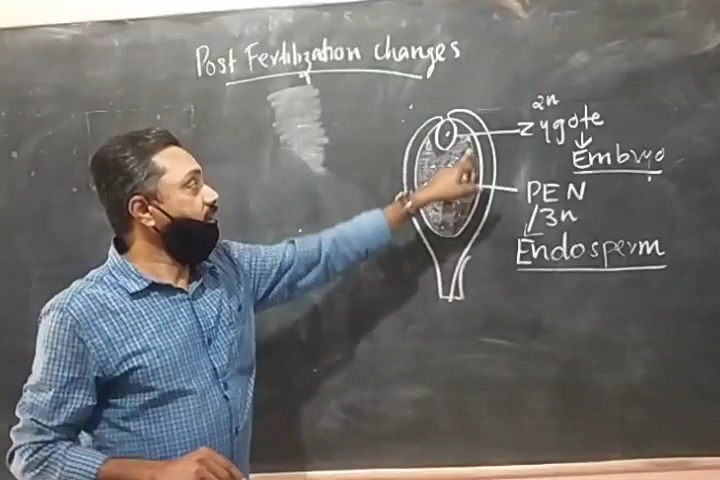 Post Fertilization changes
2n
Zygote
Embryo
PEN
3n
Endosperm